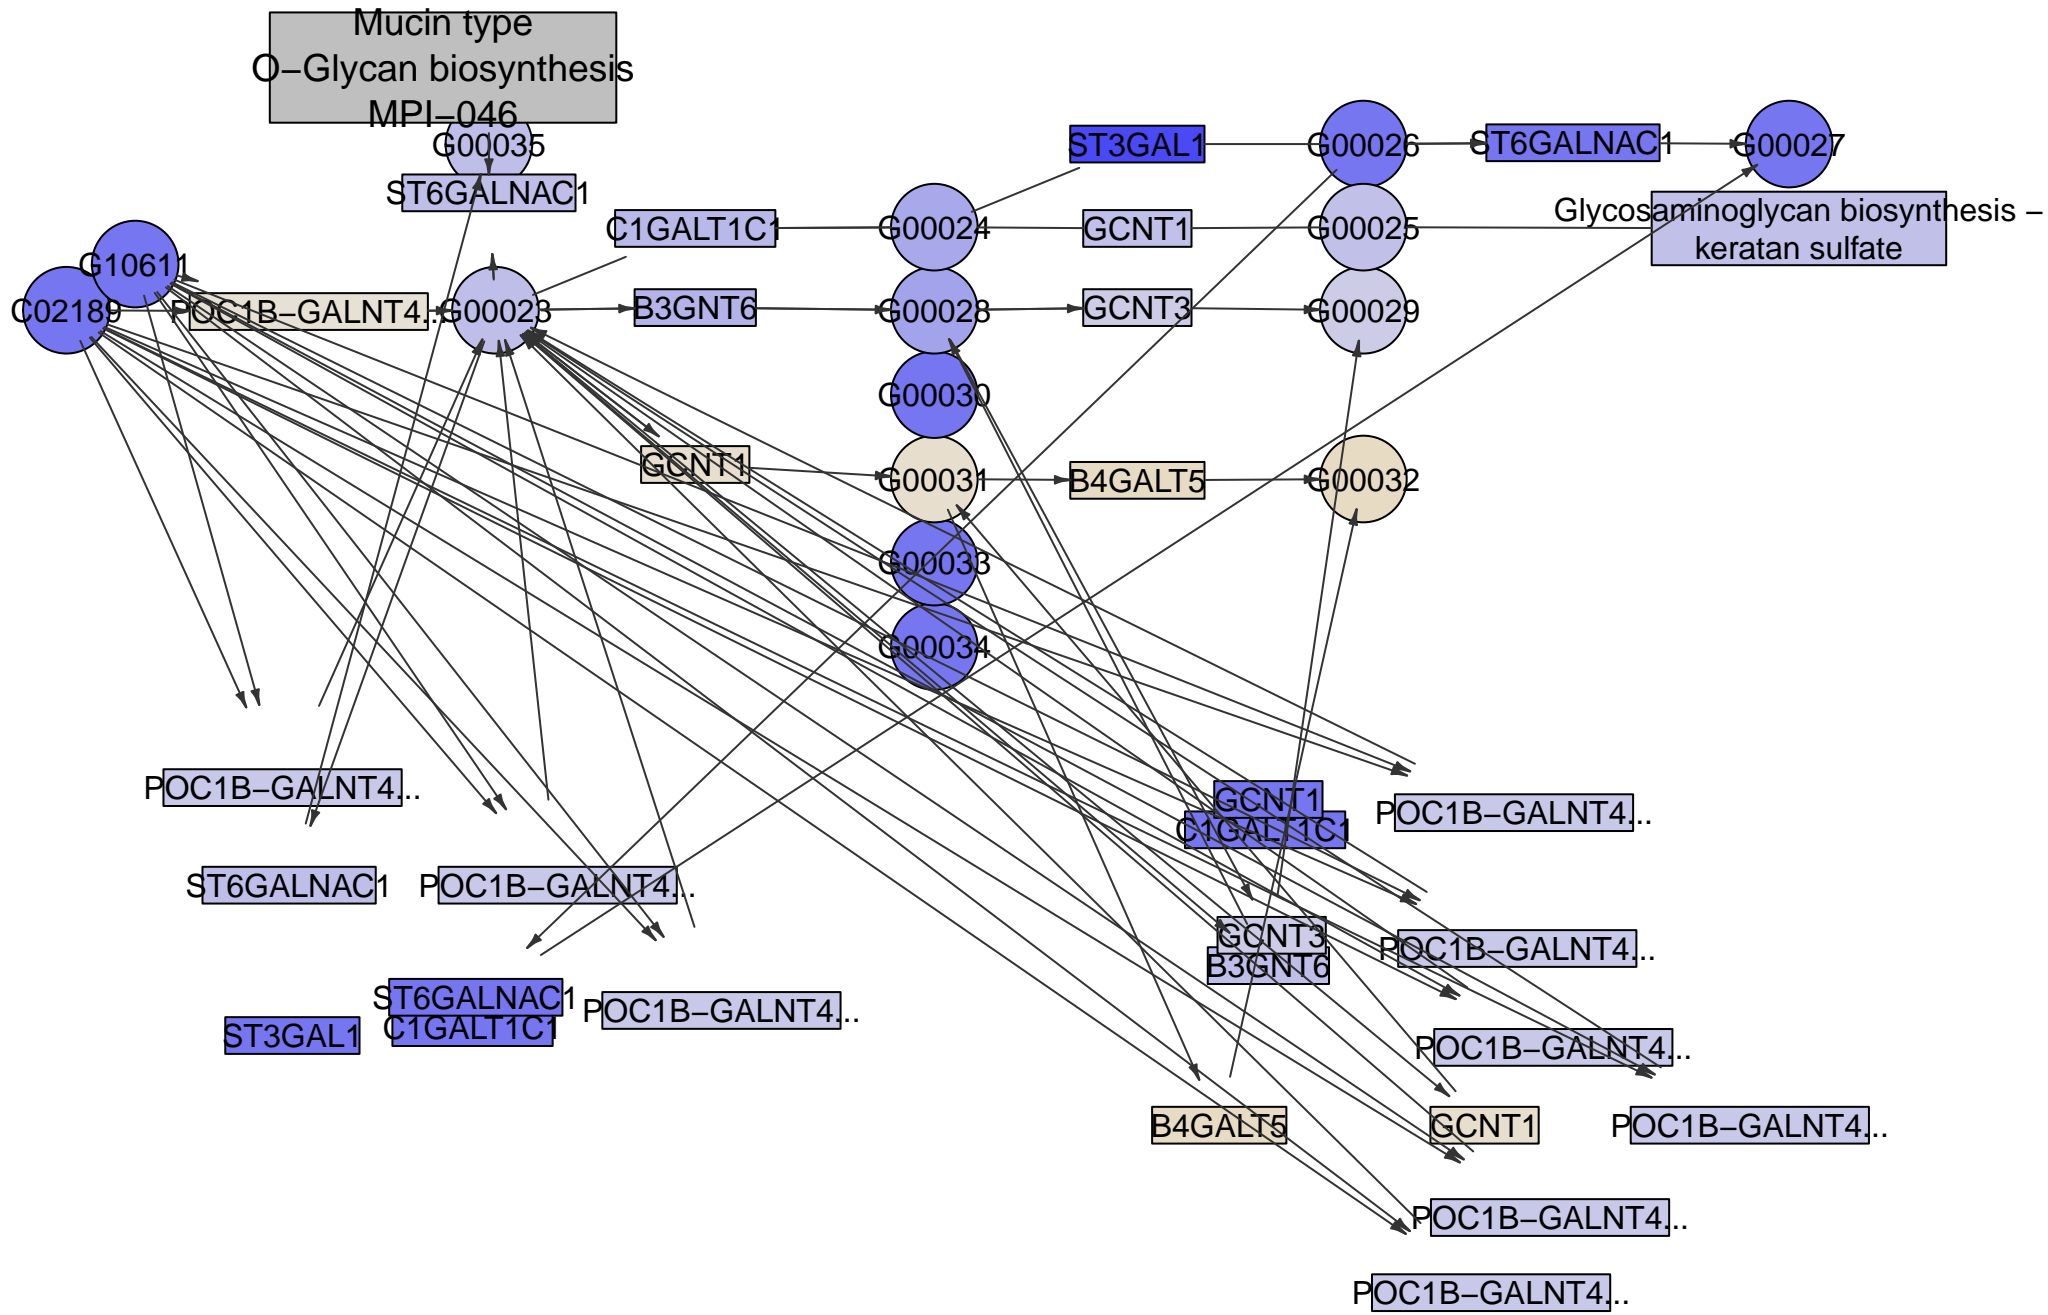 Mucin type
O–Glycan biosynthesis
MPI–046
G00035
ST6GALNAC1
ST3GAL1
G00026
ST6GALNAC1
G00027
C1GALT1C1
G00024
GCNT1
G00025
Glycosaminoglycan biosynthesis –
keratan sulfate
G10611
C02189
POC1B–GALNT4...
G00023
B3GNT6
G00028
GCNT3
G00029
G00030
GCNT1
G00031
B4GALT5
G00032
G00033
G00034
POC1B–GALNT4...
GCNT1
C1GALT1C1
POC1B–GALNT4...
ST6GALNAC1
POC1B–GALNT4...
GCNT3
B3GNT6
POC1B–GALNT4...
ST6GALNAC1
C1GALT1C1
ST3GAL1
POC1B–GALNT4...
POC1B–GALNT4...
B4GALT5
GCNT1
POC1B–GALNT4...
POC1B–GALNT4...
POC1B–GALNT4...